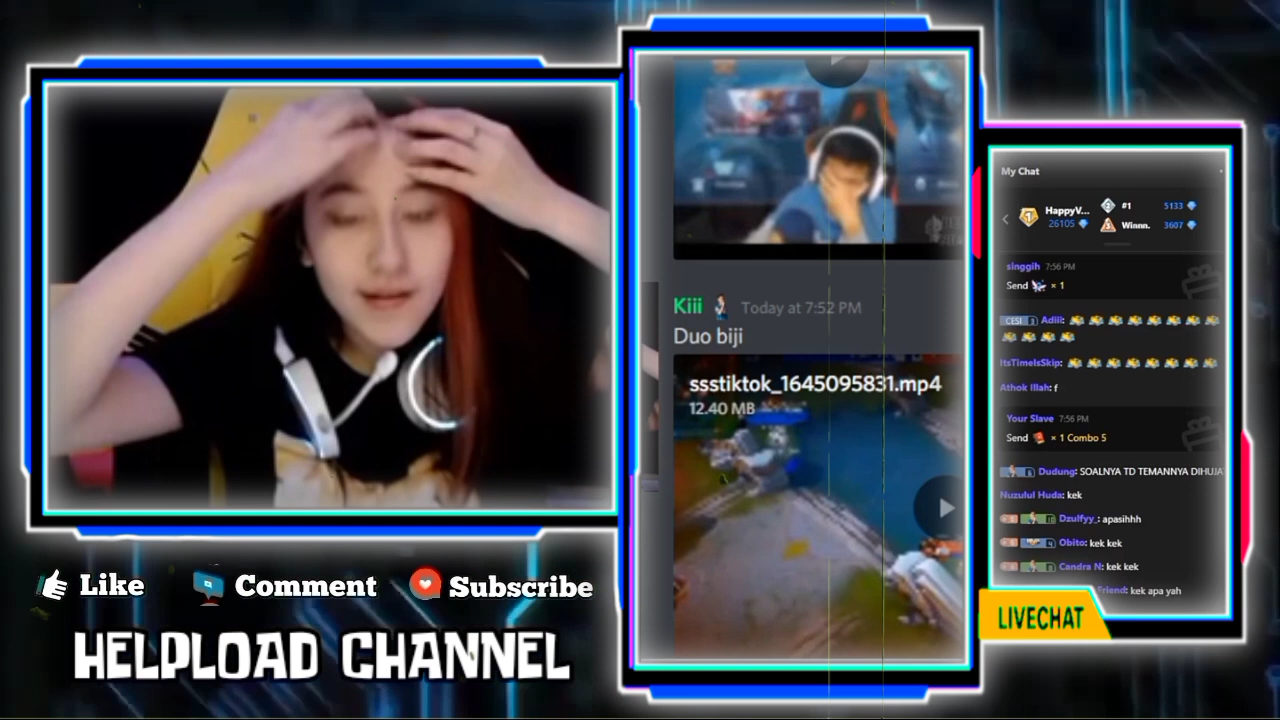 Like
Comment
Subscribe
HELPLOAD CHANNEL
Kiii Today at 7:52 PM
Duo biji
ssstiktok_1645095831.mp4
12.40 MB
My Chat
1 HappyV... 26105
#1 5133
3 Winnn. 3607
singgih 7:56 PM
Send × 1
CESI Adili:
ItsTimeIsSkip:
Athok Illah: f
Your Slave 7:56 PM
Send × 1 Combo 5
Dudung: SOALNYA TD TEMANNYA DIHUJA
Nuzulul Huda: kek
Dzulfyy_: apasihhh
Obito: kek kek
Candra N: kek kek
Friend: kek apa yah
LIVECHAT